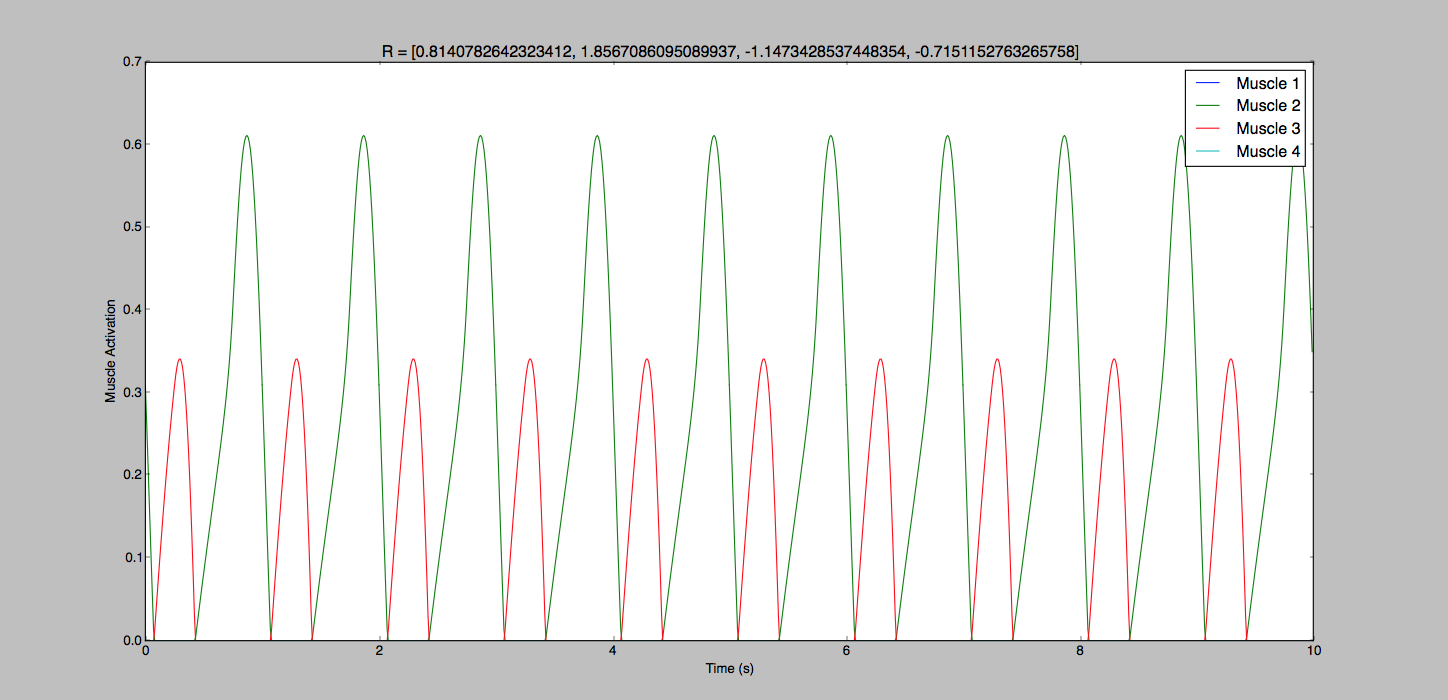 R = [0.8140782642323412, 1.8567086095089937, -1.1473428537448354, -0.7151152763265758]
0.7
0.6
0.5
0.4
0.3
0.2
0.1
0.0
Muscle Activation
Muscle 1
Muscle 2
Muscle 3
Muscle 4
0 2 4 6 8 10
Time (s)